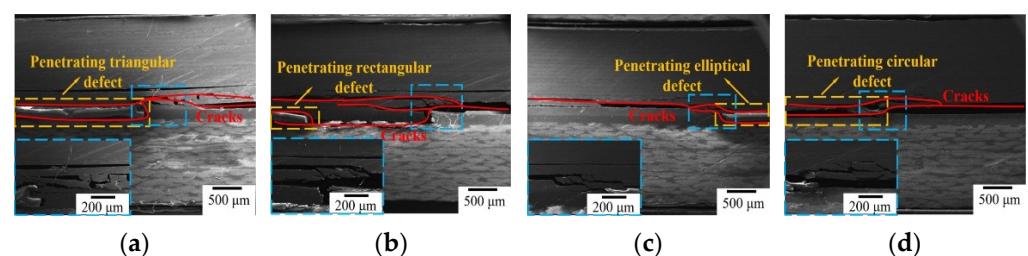 Penetrating triangular
defect
Cracks
200 μm
500 μm
(a)
Penetrating rectangular
defect
Cracks
200 μm
500 μm
(b)
Penetrating elliptical
defect
Cracks
200 μm
500 μm
(c)
Penetrating circular
defect
Cracks
200 μm
500 μm
(d)